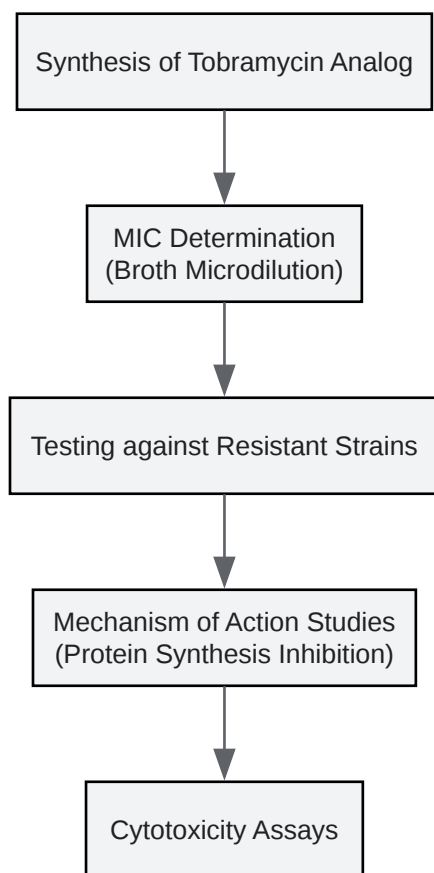 Synthesis of Tobramycin Analog
MIC Determination
(Broth Microdilution)
Testing against Resistant Strains
Mechanism of Action Studies
(Protein Synthesis Inhibition)
Cytotoxicity Assays